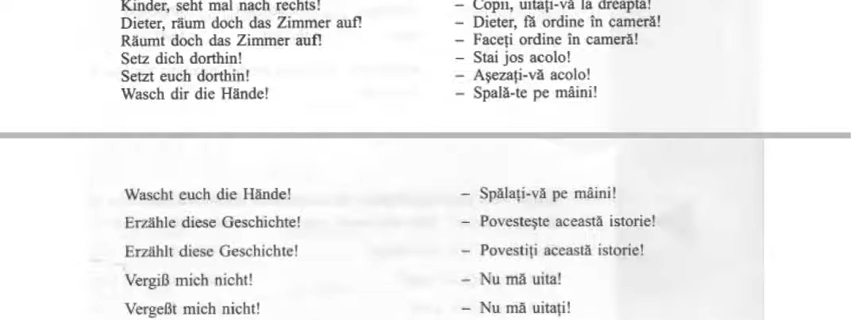 Kinder, seht mal nach rechts! – Copii, uitați-vă la dreapta!
Dieter, räum doch das Zimmer auf! – Dieter, fă ordine în cameră!
Räumt doch das Zimmer auf! – Faceți ordine în cameră!
Setz dich dorthin! – Stai jos acolo!
Setzt euch dorthin! – Așezați-vă acolo!
Wasch dir die Hände! – Spală-te pe mâini!
Wascht euch die Hände! – Spălați-vă pe mâini!
Erzähle diese Geschichte! – Povestește această istorie!
Erzählt diese Geschichte! – Povestiți această istorie!
Vergiß mich nicht! – Nu mă uita!
Vergeßt mich nicht! – Nu mă uitați!